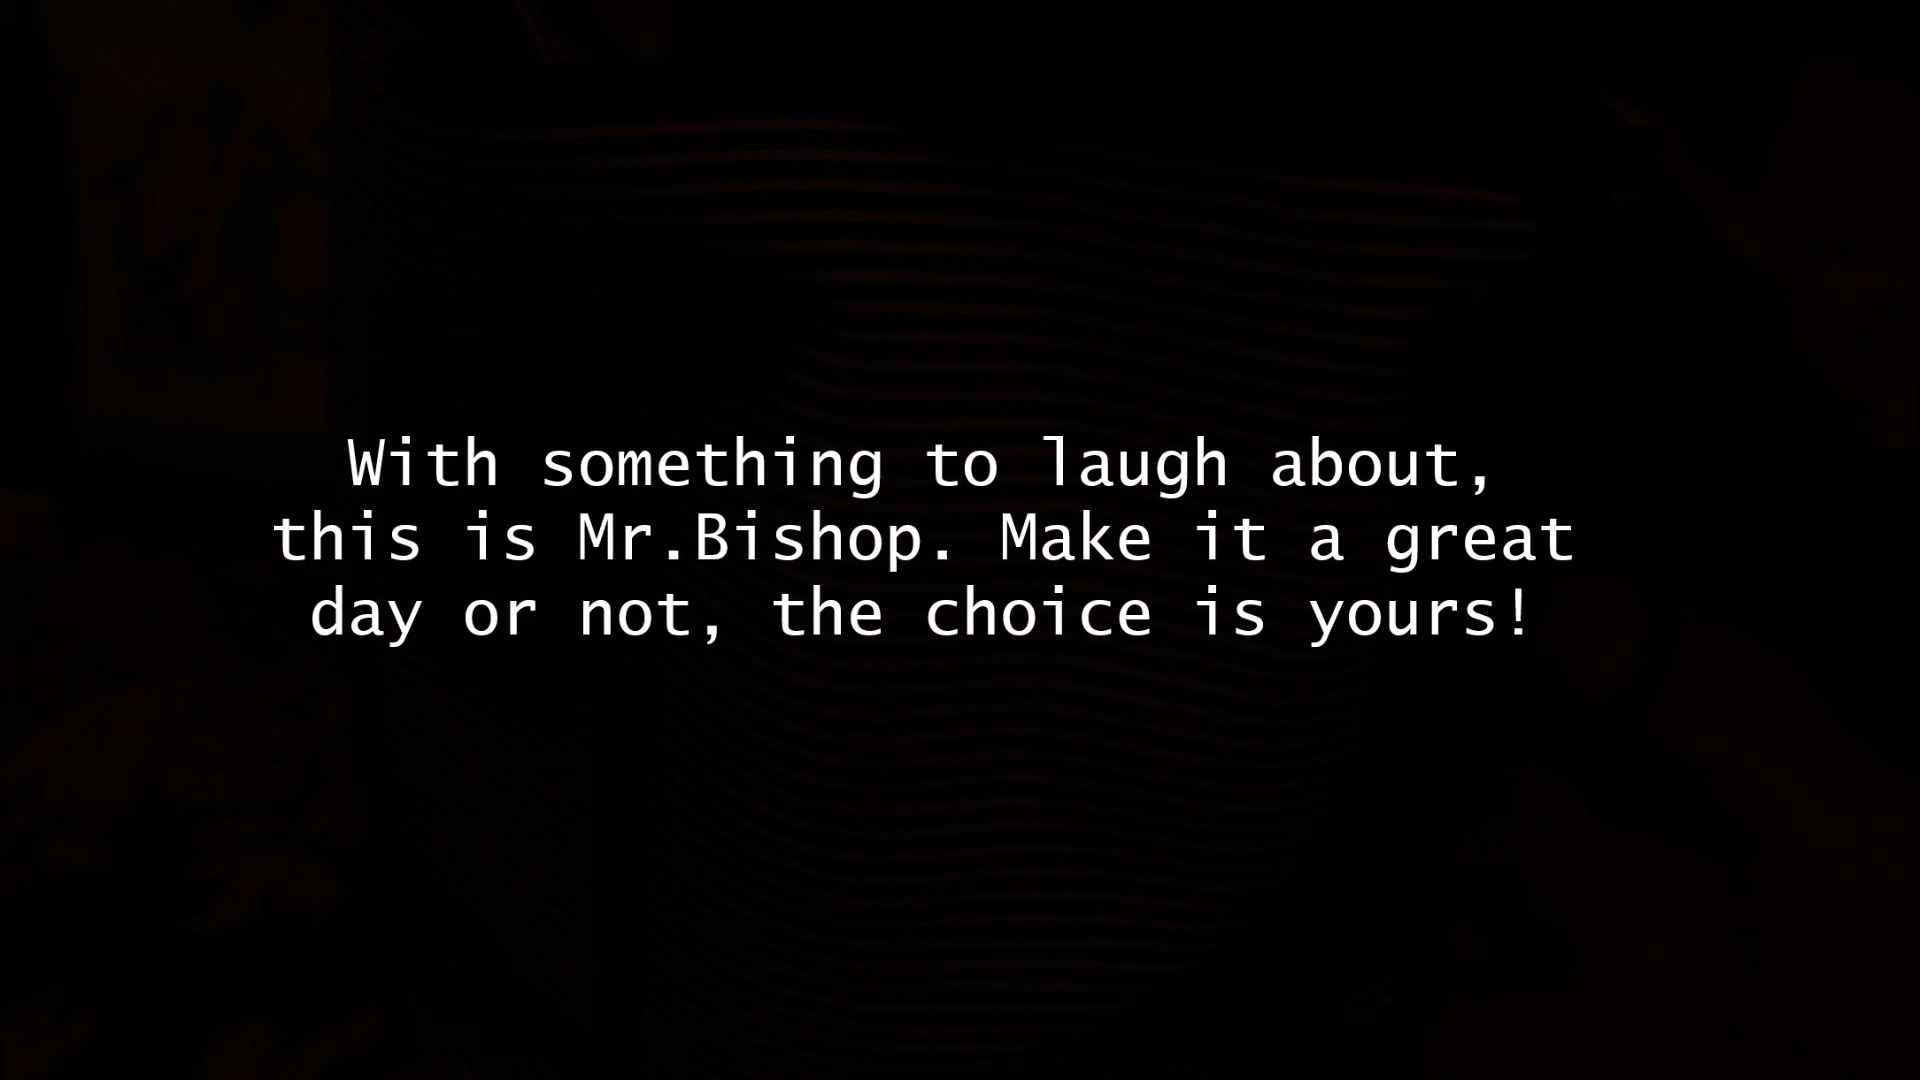 With something to laugh about,
this is Mr.Bishop. Make it a great
day or not, the choice is yours!